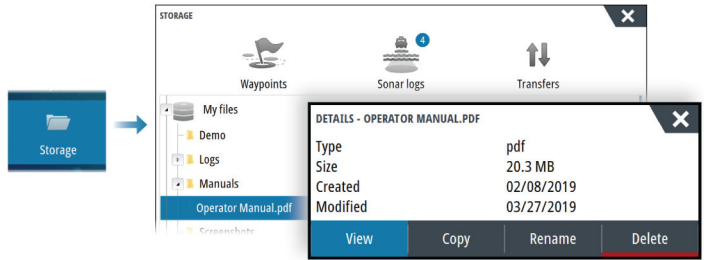 STORAGE
4
Waypoints Sonar logs Transfers
Storage
My files
Demo
Logs
Manuals
Operator Manual.pdf
Screenshots
DETAILS - OPERATOR MANUAL.PDF
Type pdf
Size 20.3 MB
Created 02/08/2019
Modified 03/27/2019
View Copy Rename Delete